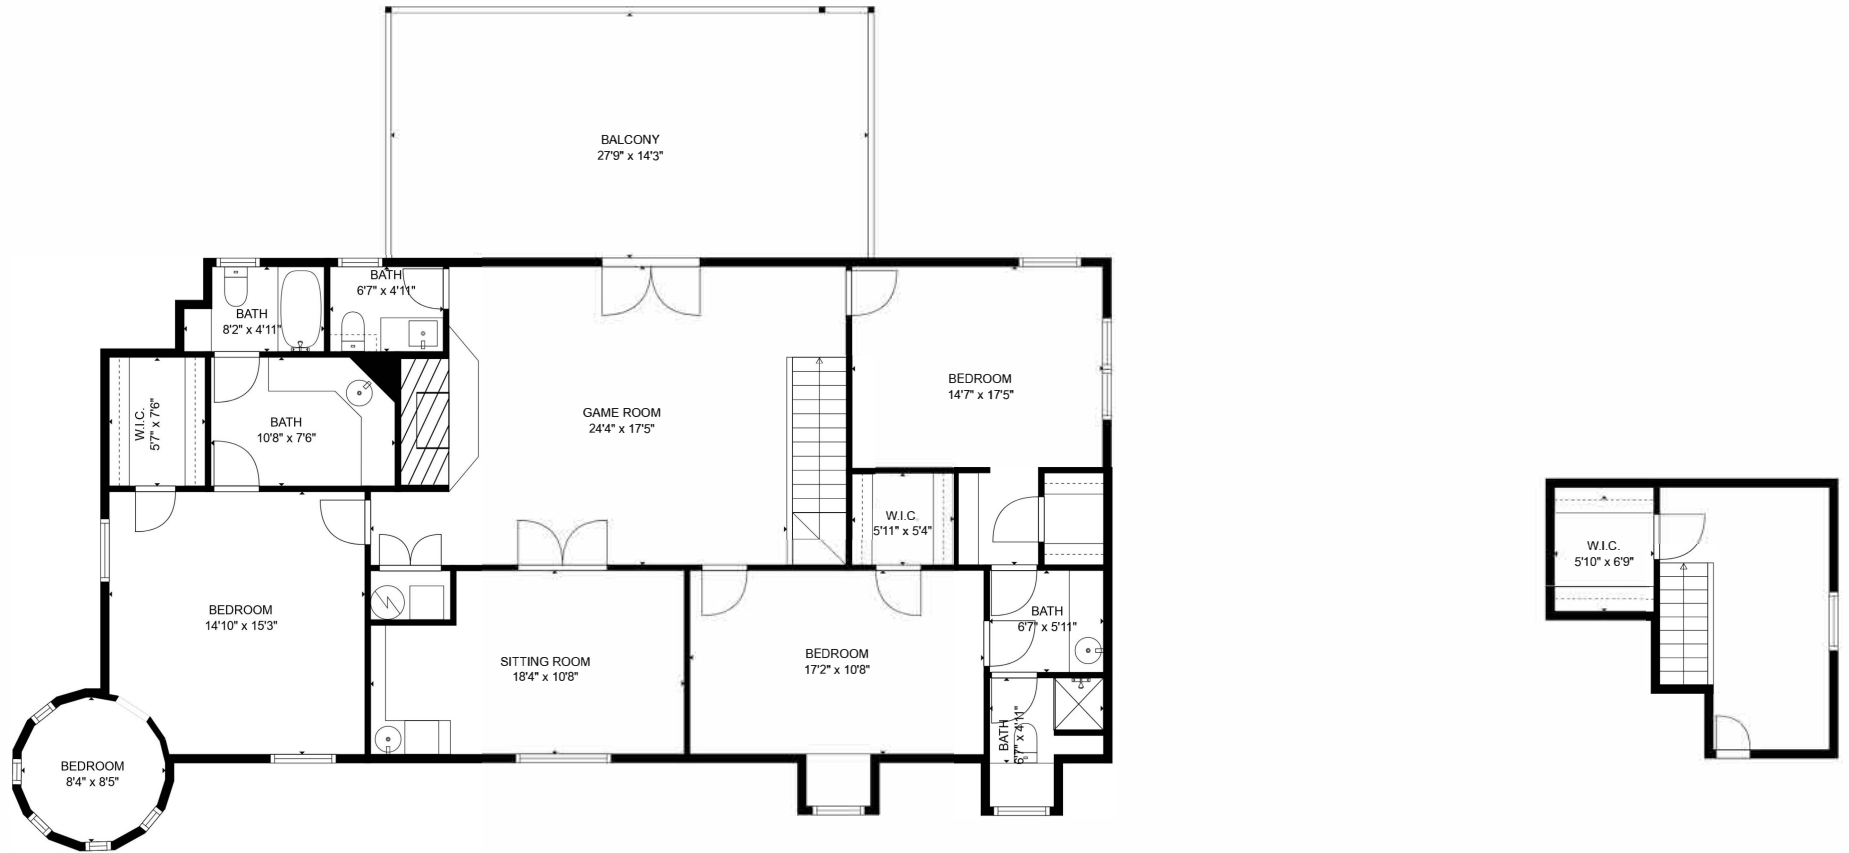 BALCONY
27'9" x 14'3"
BATH
6'7" x 4'11"
BATH
8'2" x 4'11"
BEDROOM
14'7" x 17'5"
GAME ROOM
24'4" x 17'5"
W.I.C.
5'7" x 7'6"
BATH
10'8" x 7'6"
W.I.C.
5'11" x 5'4"
W.I.C.
5'10" x 6'9"
BEDROOM
14'10" x 15'3"
BATH
6'7" x 5'11"
SITTING ROOM
18'4" x 10'8"
BEDROOM
17'2" x 10'8"
BATH
6'7" x 4'11"
BEDROOM
8'4" x 8'5"